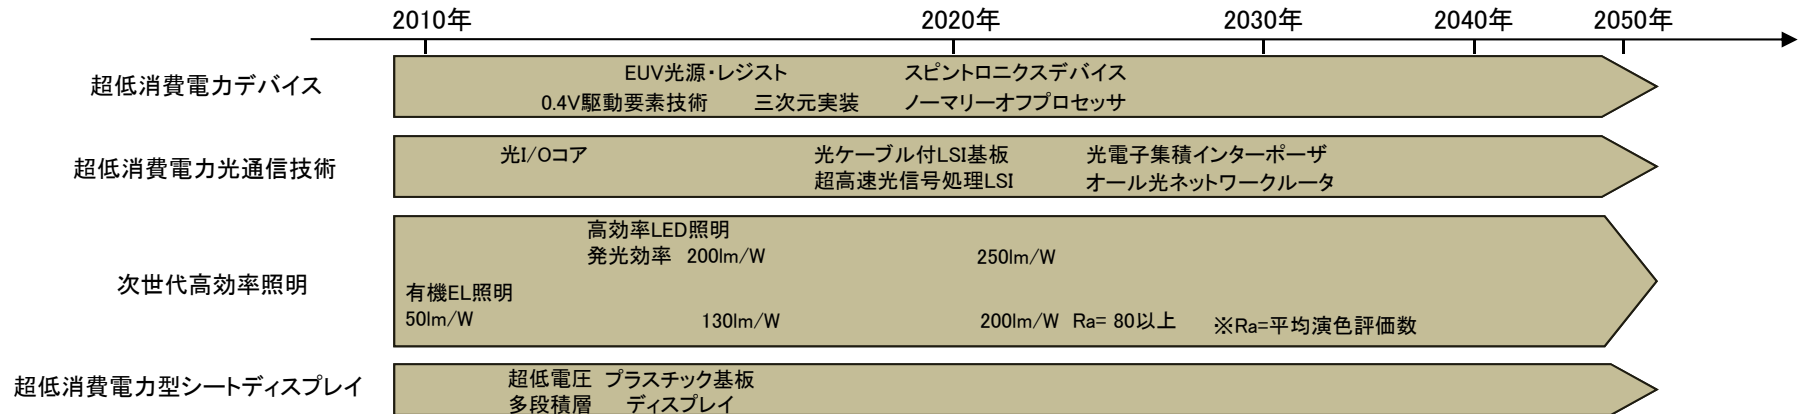 2010年 2020年 2030年 2040年 2050年
超低消費電力デバイス
EUV光源・レジスト スピントロニクスデバイス
0.4V駆動要素技術 三次元実装 ノーマリーオフプロセッサ
超低消費電力光通信技術
光I/Oコア 光ケーブル付LSI基板 光電子集積インターポーザ
超高速光信号処理LSI オール光ネットワークルータ
次世代高効率照明
高効率LED照明
発光効率 200lm/W 250lm/W
有機EL照明
50lm/W 130lm/W 200lm/W Ra= 80以上 ※Ra=平均演色評価数
超低消費電力型シートディスプレイ
超低電圧 プラスチック基板
多段積層 ディスプレイ